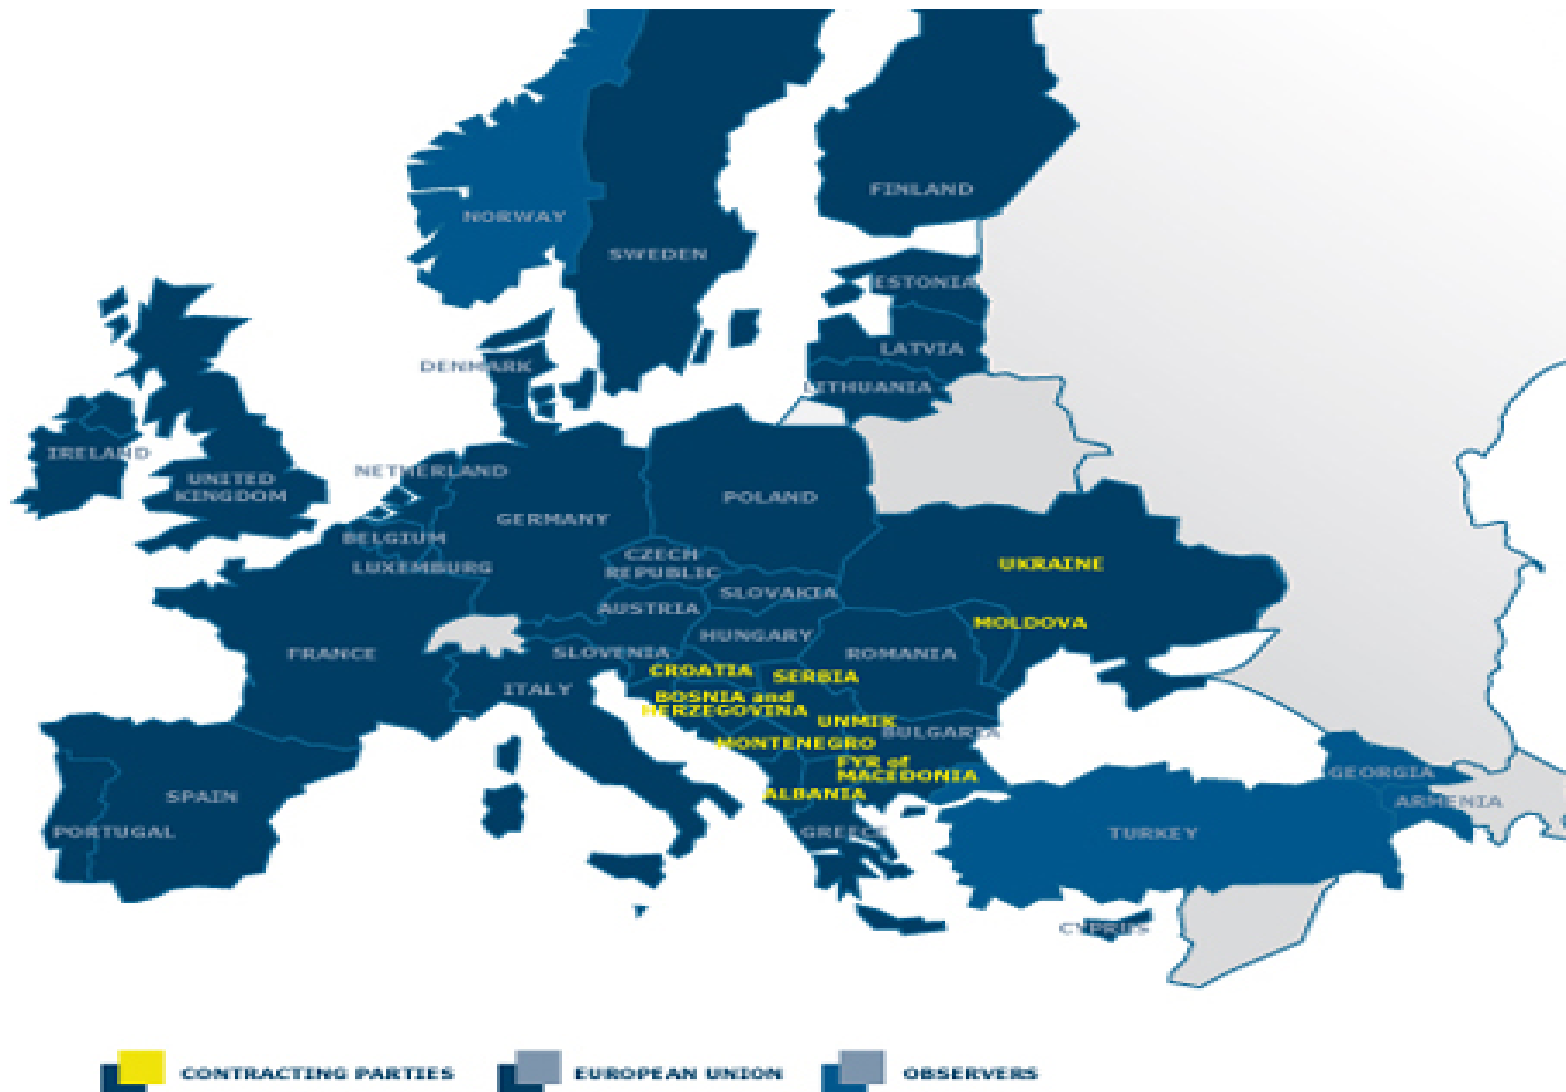 FINLAND
NORWAY
SWEDEN
ESTONIA
LATVIA
DENMARK
LITHUANIA
IRELAND
NETHERLAND
UNITED
KINGDOM
POLAND
GERMANY
BELGIUM
CZECH
REPUBLIC
LUXEMBURG
UKRAINE
SLOVAKIA
AUSTRIA
MOLDOVA
HUNGARY
FRANCE
SLOVENIA
ROMANIA
CROATIA
SERBIA
ITALY
BOSNIA and
HERZEGOVINA
UNMIK
BULGARIA
MONTENEGRO
FYR of
MACEDONIA
GEORGIA
SPAIN
ALBANIA
ARMENIA
PORTUGAL
GREECE
TURKEY
CYPRUS
CONTRACTING PARTIES
EUROPEAN UNION
OBSERVERS